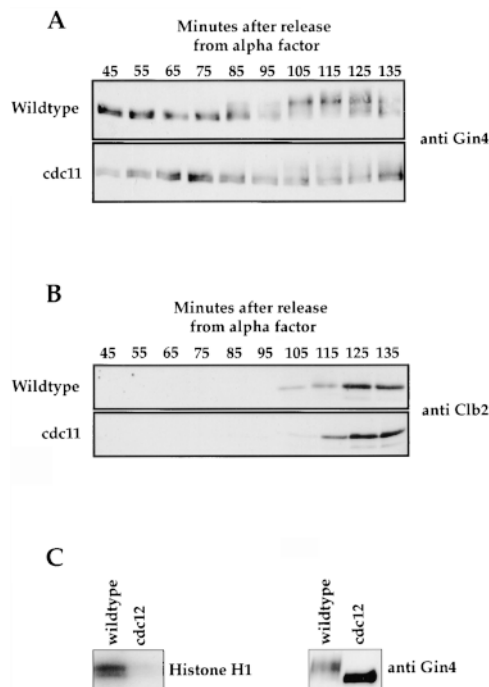 A
Minutes after release
from alpha factor
45 55 65 75 85 95 105 115 125 135
Wildtype
anti Gin4
cdc11
B
Minutes after release
from alpha factor
45 55 65 75 85 95 105 115 125 135
Wildtype
anti Clb2
cdc11
C
wildtype
cdc12
Histone H1
wildtype
cdc12
anti Gin4